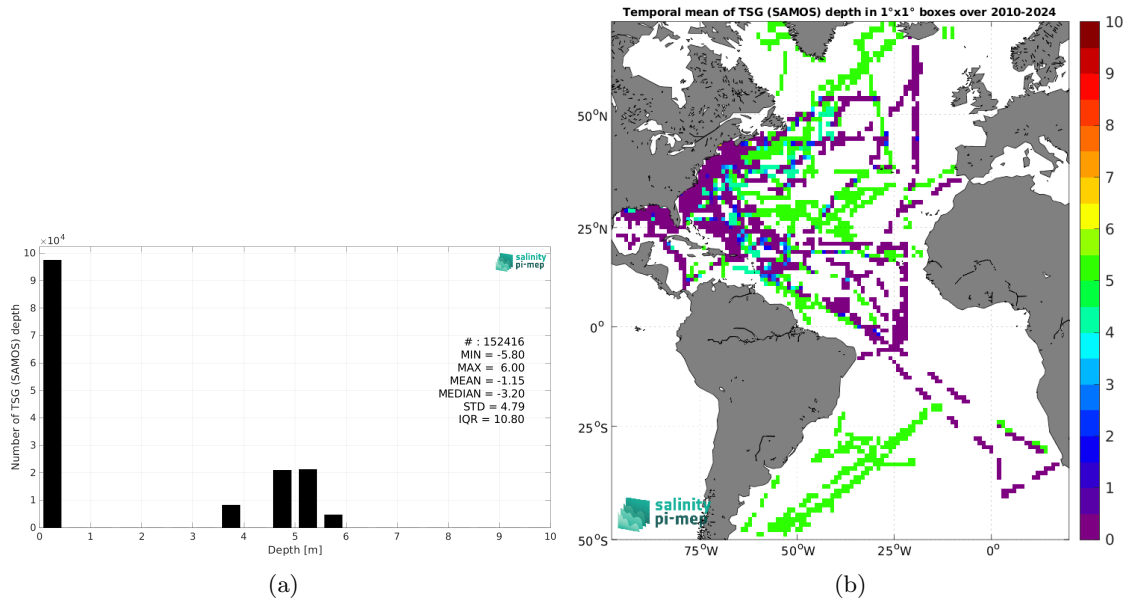 ×10⁴
10
9
8
7
6
5
4
3
2
1
0
Number of TSG (SAMOS) depth
salinity
pi-mep
# : 152416
MIN = -5.80
MAX = 6.00
MEAN = -1.15
MEDIAN = -3.20
STD = 4.79
IQR = 10.80
0 1 2 3 4 5 6 7 8 9 10
Depth [m]
(a)
Temporal mean of TSG (SAMOS) depth in 1°x1° boxes over 2010-2024
50°N
25°N
0°
25°S
50°S
75°W 50°W 25°W 0°
salinity
pi-mep
10
9
8
7
6
5
4
3
2
1
0
(b)